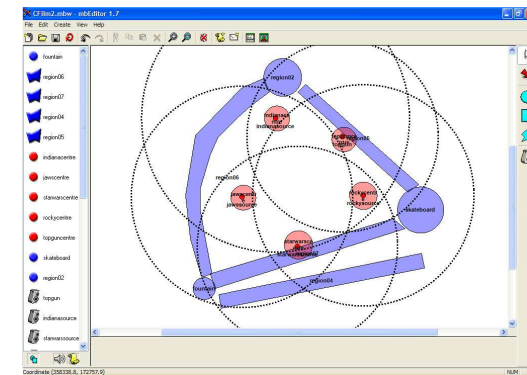 CFilm2.mbw - mbEditor 1.7
File Edit Create View Help
fountain
region06
region07
region04
region05
indianacentre
jawscentre
starwarscentre
rockycentre
topguncentre
skateboard
region02
topgun
indianasource
starwarssource
region02
indianasource
region05
region06
jawscentre
jawssource
rockycentre
rockysource
skateboard
fountain
region04
Coordinate (358338.8, 172757.9)
NUM